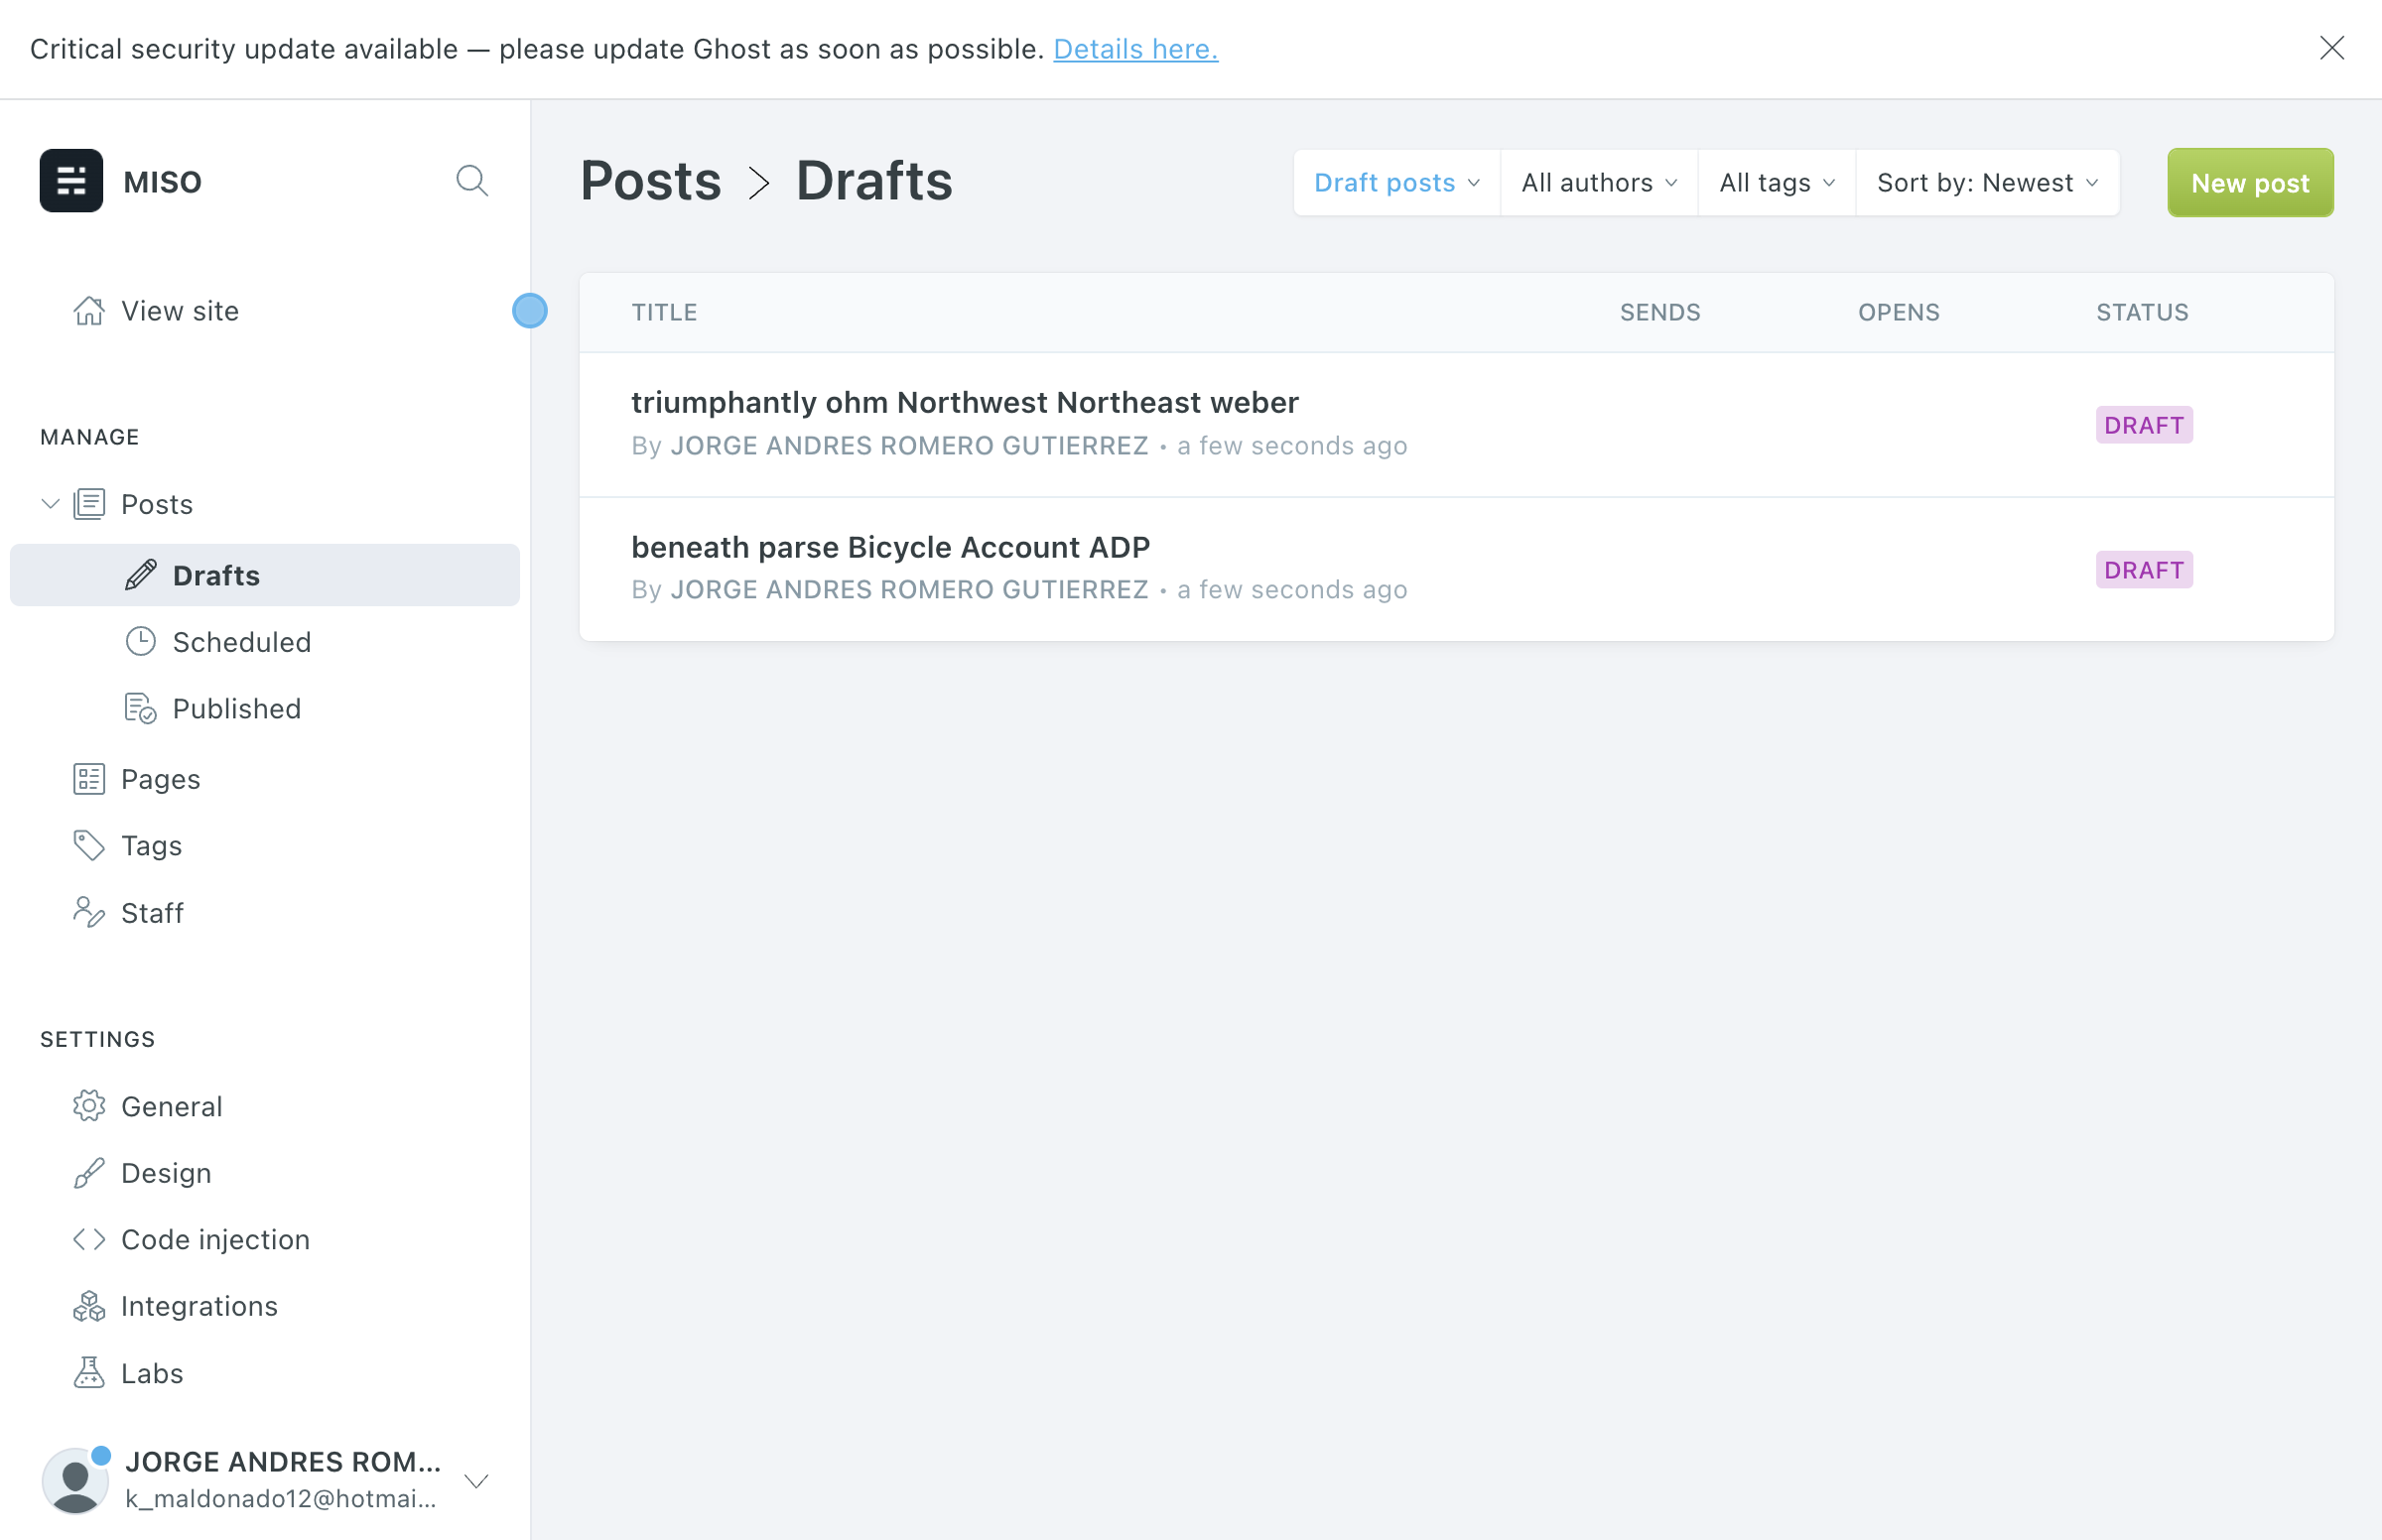 Critical security update available — please update Ghost as soon as possible. Details here.
MISO
View site
MANAGE
Posts
Drafts
Scheduled
Published
Pages
Tags
Staff
SETTINGS
General
Design
Code injection
Integrations
Labs
JORGE ANDRES ROM...
k_maldonado12@hotmai...
Posts > Drafts
Draft posts
All authors
All tags
Sort by: Newest
New post
TITLE SENDS OPENS STATUS
triumphantly ohm Northwest Northeast weber
By JORGE ANDRES ROMERO GUTIERREZ • a few seconds ago
DRAFT
beneath parse Bicycle Account ADP
By JORGE ANDRES ROMERO GUTIERREZ • a few seconds ago
DRAFT